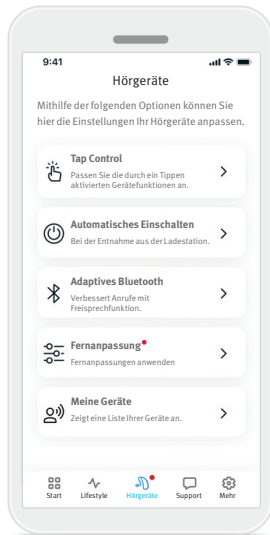 9:41
Hörgeräte
Mithilfe der folgenden Optionen können Sie
hier die Einstellungen Ihr Hörgeräte anpassen.
Tap Control
Passen Sie die durch ein Tippen
aktivierten Gerätefunktionen an.
Automatisches Einschalten
Bei der Entnahme aus der Ladestation.
Adaptives Bluetooth
Verbessert Anrufe mit
Freisprechfunktion.
Fernanpassung
Fernanpassungen anwenden
Meine Geräte
Zeigt eine Liste Ihrer Geräte an.
Start Lifestyle Hörgeräte Support Mehr